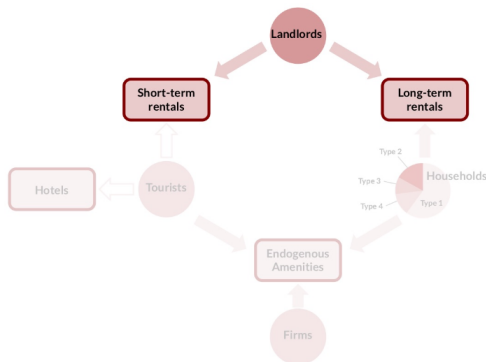 Landlords
Short-term
rentals
Long-term
rentals
Type 2
Households
Type 3
Hotels
Tourists
Type 4
Type 1
Endogenous
Amenities
Firms